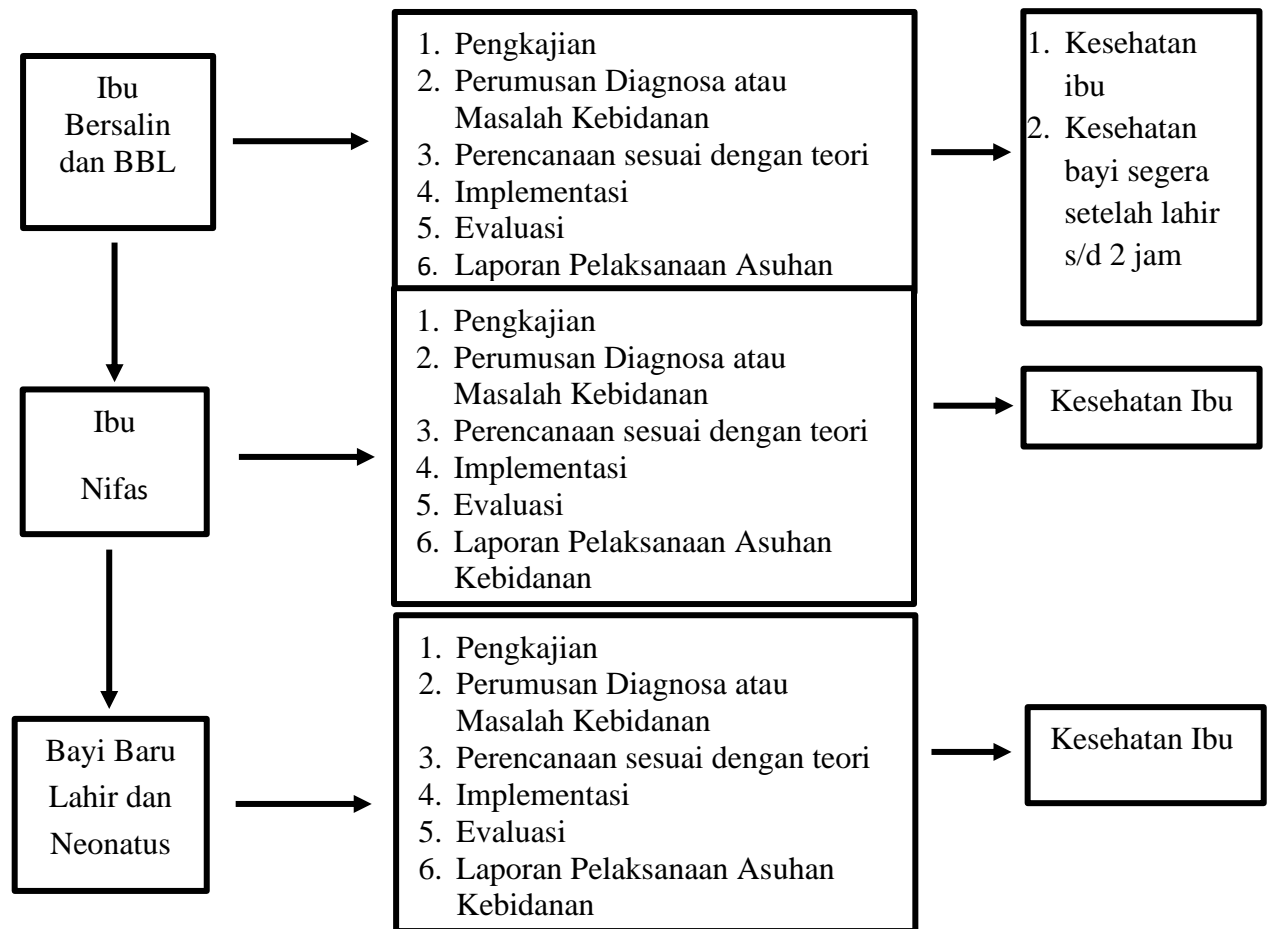 Ibu
Bersalin
dan BBL
1. Pengkajian
2. Perumusan Diagnosa atau
Masalah Kebidanan
3. Perencanaan sesuai dengan teori
4. Implementasi
5. Evaluasi
6. Laporan Pelaksanaan Asuhan
1. Kesehatan
ibu
2. Kesehatan
bayi segera
setelah lahir
s/d 2 jam
Ibu
Nifas
1. Pengkajian
2. Perumusan Diagnosa atau
Masalah Kebidanan
3. Perencanaan sesuai dengan teori
4. Implementasi
5. Evaluasi
6. Laporan Pelaksanaan Asuhan
Kebidanan
Kesehatan Ibu
Bayi Baru
Lahir dan
Neonatus
1. Pengkajian
2. Perumusan Diagnosa atau
Masalah Kebidanan
3. Perencanaan sesuai dengan teori
4. Implementasi
5. Evaluasi
6. Laporan Pelaksanaan Asuhan
Kebidanan
Kesehatan Ibu